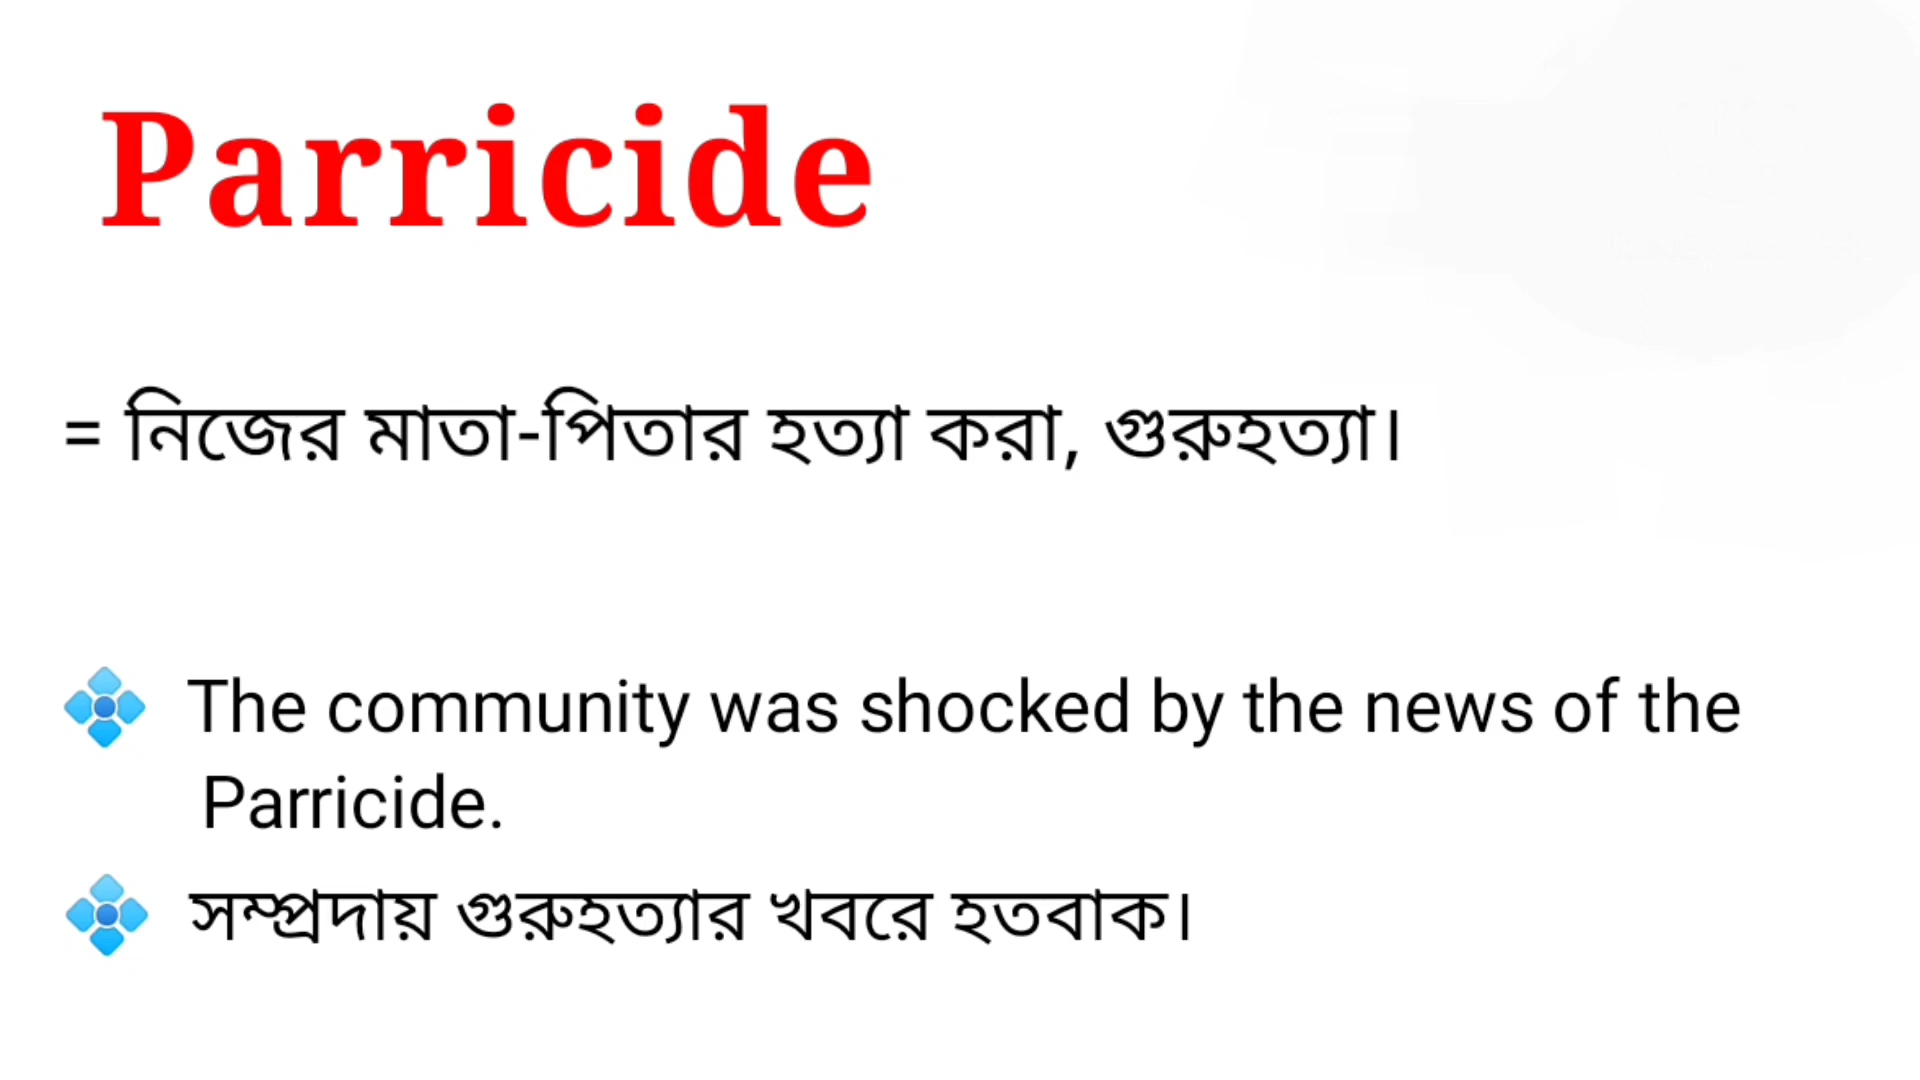 Parricide
= নিজের মাতা-পিতার হত্যা করা, গুরুহত্যা।
The community was shocked by the news of the
Parricide.
সম্প্রদায় গুরুহত্যার খবরে হতবাক।